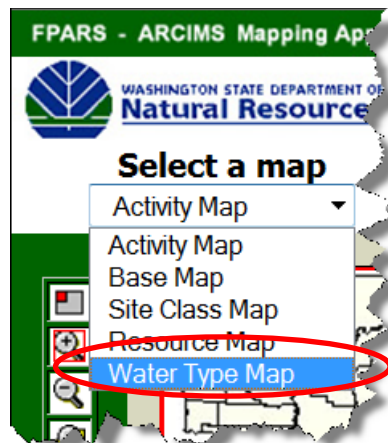 FPARS - ARCIMS Mapping
WASHINGTON STATE DEPARTMENT OF
Natural Resource
Select a map
Activity Map
Activity Map
Base Map
Site Class Map
Resource Map
Water Type Map